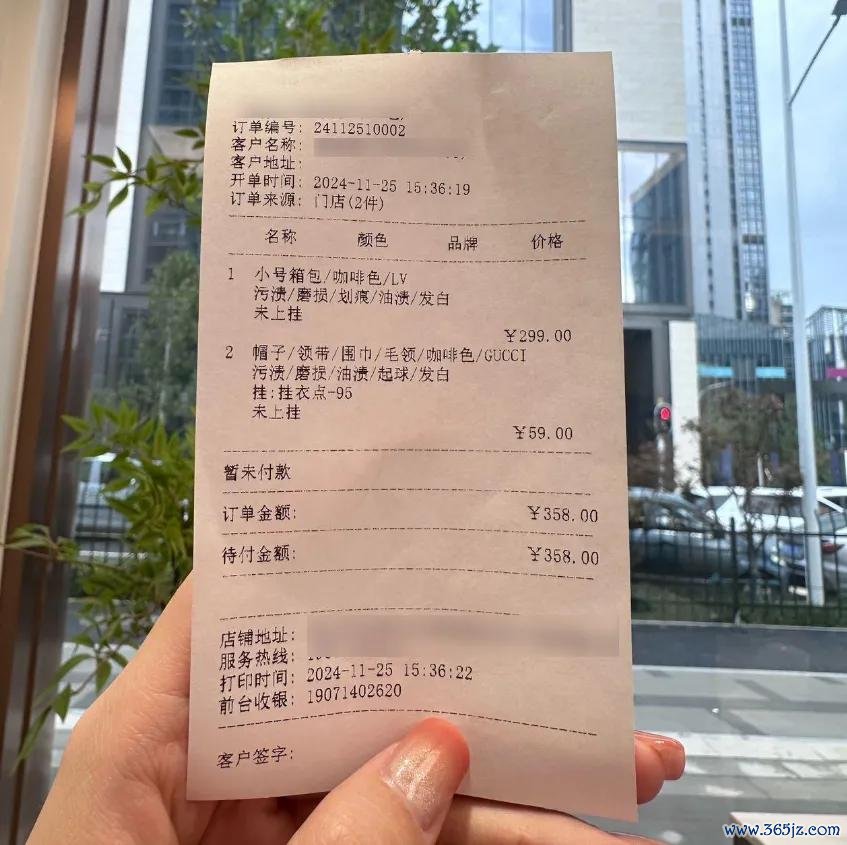 订单编号: 24112510002
客户名称:
客户地址:
开单时间: 2024-11-25 15:36:19
订单来源: 门店(2件)
名称 颜色 品牌 价格
1 小号箱包/咖啡色/LV
污渍/磨损/划痕/油渍/发白
未上挂
￥299.00
2 帽子/领带/围巾/毛领/咖啡色/GUCCI
污渍/磨损/油渍/起球/发白
挂:挂衣点-95
未上挂
￥59.00
暂未付款
订单金额: ￥358.00
待付金额: ￥358.00
店铺地址:
服务热线:
打印时间: 2024-11-25 15:36:22
前台收银: 19071402620
客户签字:
www.365jz.com